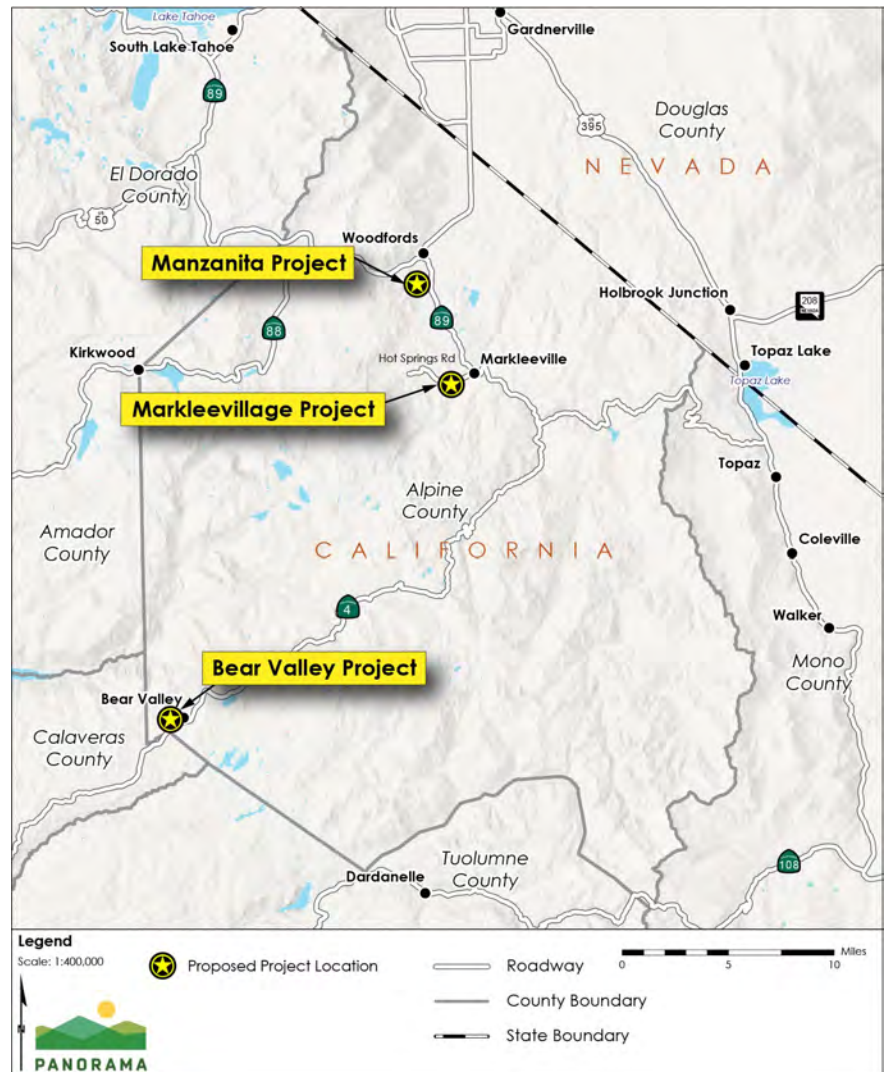 Lake Tahoe
South Lake Tahoe
Gardnerville
89
US
395
Douglas
County
NEVADA
El Dorado
County
US
50
Woodfords
Manzanita Project
Holbrook Junction
208
NEVADA
89
88
Hot Springs Rd
Markleeville
Kirkwood
Topaz Lake
Topaz Lake
Markleevillage Project
Topaz
Alpine
County
Amador
County
CALIFORNIA
Coleville
4
Walker
Bear Valley Project
Mono
County
Bear Valley
Calaveras
County
Tuolumne
County
Dardanelle
108
Legend
Scale: 1:400,000
Proposed Project Location
Roadway
County Boundary
State Boundary
Miles
0 5 10
N
PANORAMA